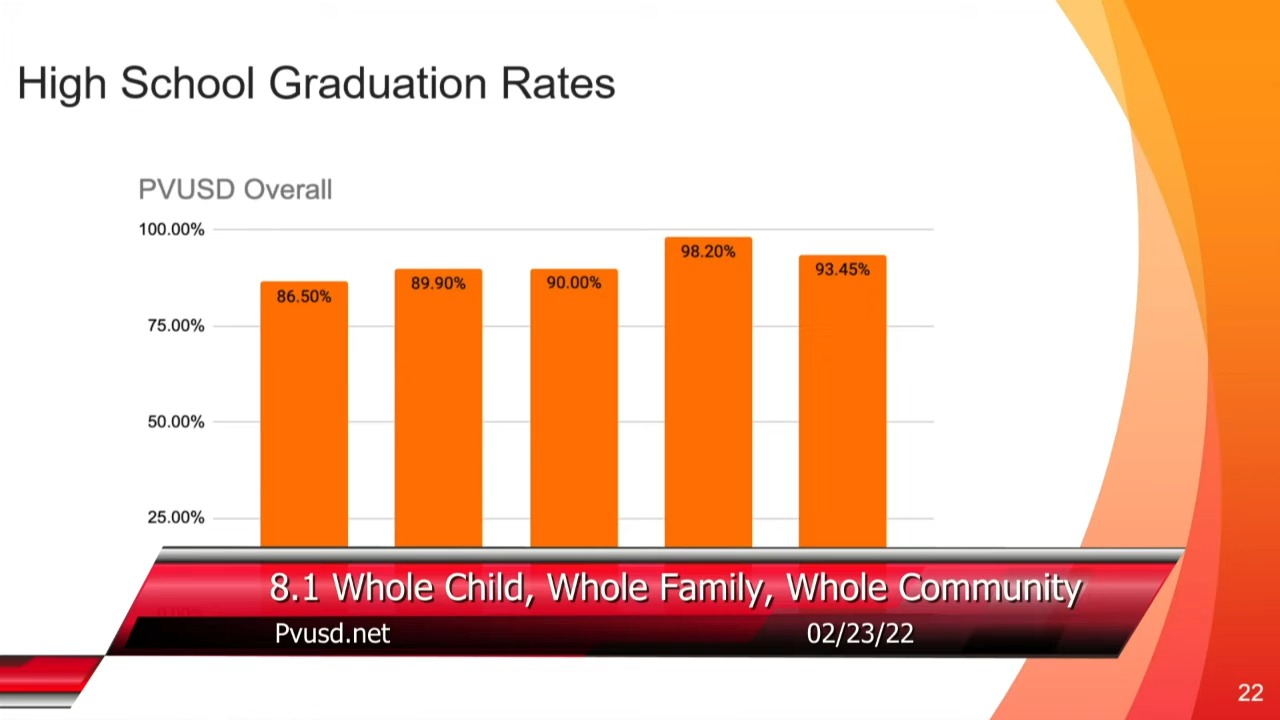 High School Graduation Rates
PVUSD Overall
100.00%
98.20%
93.45%
86.50%
89.90%
90.00%
75.00%
50.00%
25.00%
8.1 Whole Child, Whole Family, Whole Community
Pvusd.net
02/23/22
22